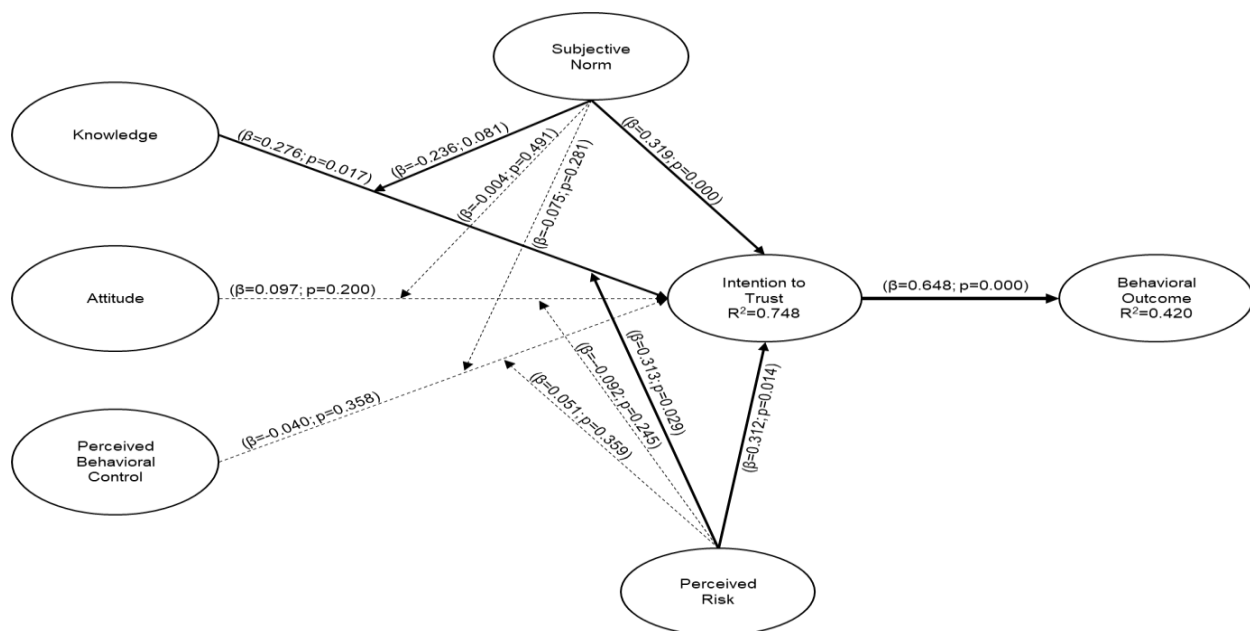 Subjective
Norm
Knowledge
(β=0.276; p=0.017)
(β=-0.236; 0.081)
(β=-0.004; p=0.491)
(β=-0.075; p=0.281)
(β=0.319; p=0.000)
Attitude
(β=0.097; p=0.200)
Intention to
Trust
R²=0.748
(β=0.648; p=0.000)
Behavioral
Outcome
R²=0.420
Perceived
Behavioral
Control
(β=-0.040; p=0.358)
(β=0.051; p=0.359)
(β=-0.092; p=0.245)
(β=0.313; p=0.029)
(β=0.312; p=0.014)
Perceived
Risk